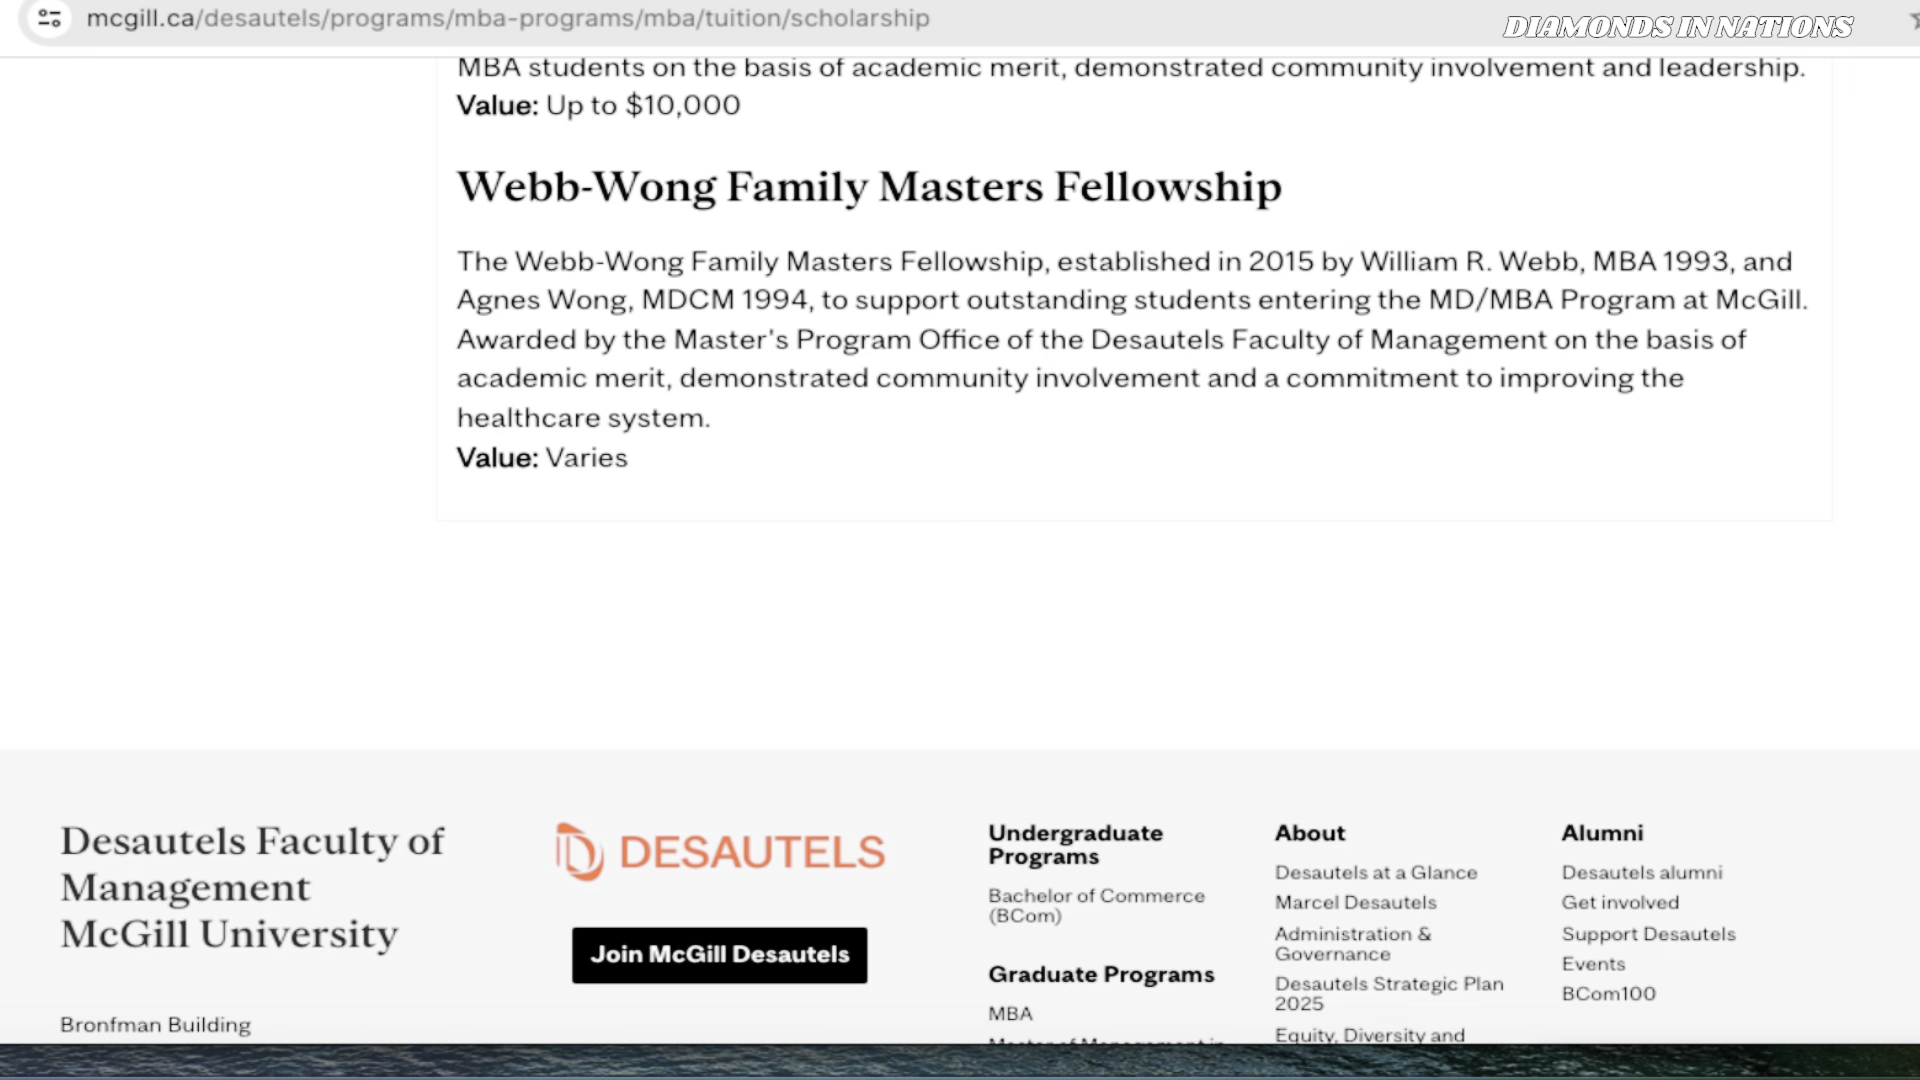 mcgill.ca/desautels/programs/mba-programs/mba/tuition/scholarship
DIAMONDS IN NATIONS
MBA students on the basis of academic merit, demonstrated community involvement and leadership.
Value: Up to $10,000
Webb-Wong Family Masters Fellowship
The Webb-Wong Family Masters Fellowship, established in 2015 by William R. Webb, MBA 1993, and
Agnes Wong, MDCM 1994, to support outstanding students entering the MD/MBA Program at McGill.
Awarded by the Master's Program Office of the Desautels Faculty of Management on the basis of
academic merit, demonstrated community involvement and a commitment to improving the
healthcare system.
Value: Varies
Desautels Faculty of
Management
McGill University
Bronfman Building
DESAUTELS
Join McGill Desautels
Undergraduate
Programs
Bachelor of Commerce
(BCom)
Graduate Programs
MBA
Master of Management in
About
Desautels at a Glance
Marcel Desautels
Administration &
Governance
Desautels Strategic Plan
2025
Equity, Diversity and
Alumni
Desautels alumni
Get involved
Support Desautels
Events
BCom100